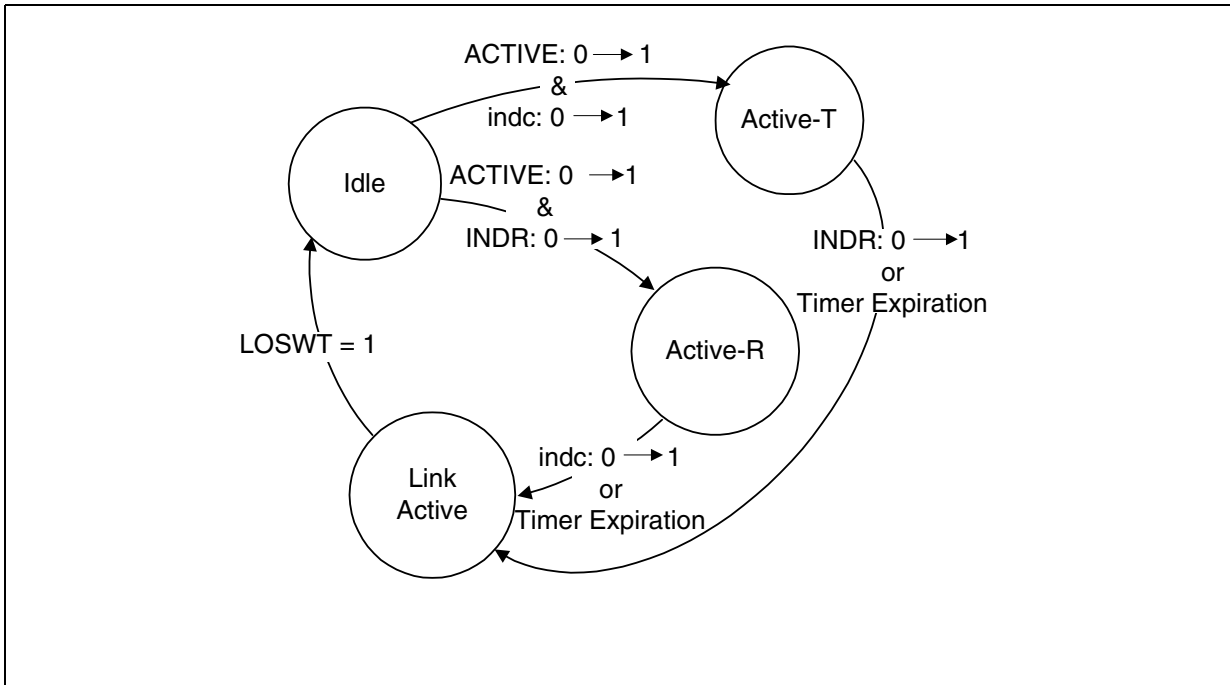 ACTIVE: 0 → 1
&
indc: 0 → 1
Active-T
Idle
ACTIVE: 0 → 1
&
INDR: 0 → 1
INDR: 0 → 1
or
Timer Expiration
Active-R
LOSWT = 1
indc: 0 → 1
or
Timer Expiration
Link
Active